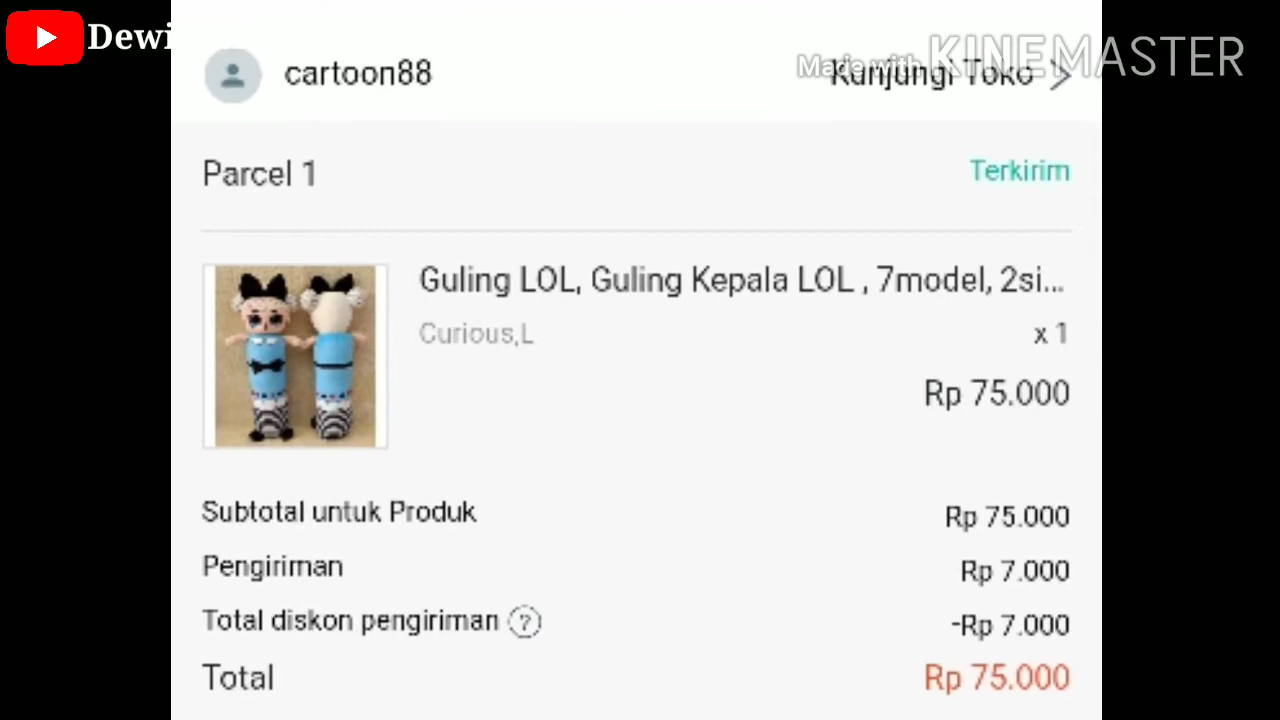 Dewi
cartoon88
Kunjungi Toko
Made with KINEMASTER
Parcel 1
Terkirim
Guling LOL, Guling Kepala LOL , 7model, 2si...
Curious,L
x 1
Rp 75.000
Subtotal untuk Produk
Rp 75.000
Pengiriman
Rp 7.000
Total diskon pengiriman ?
-Rp 7.000
Total
Rp 75.000